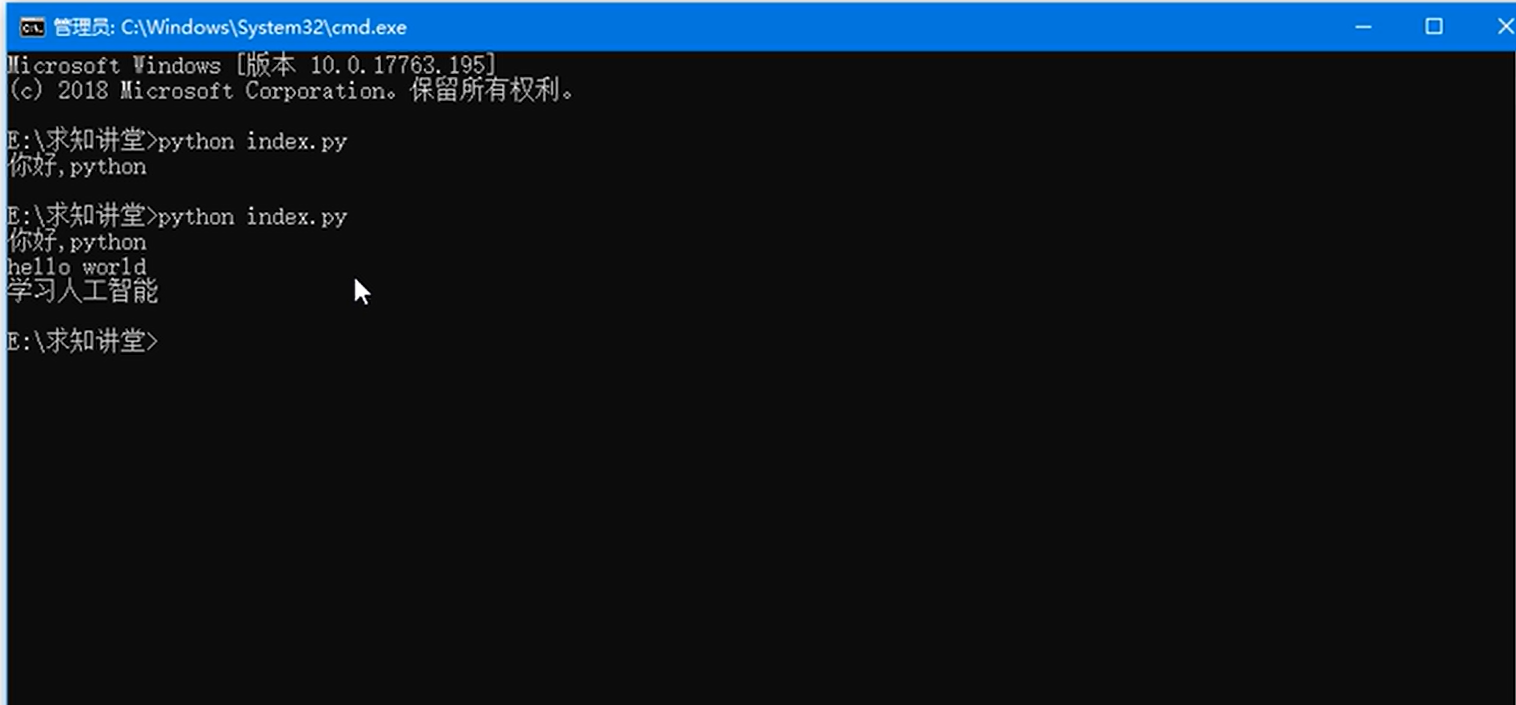 管理员: C:\Windows\System32\cmd.exe
Microsoft Windows [版本 10.0.17763.195]
(c) 2018 Microsoft Corporation。保留所有权利。
E:\求知讲堂>python index.py
你好,python
E:\求知讲堂>python index.py
你好,python
hello world
学习人工智能
E:\求知讲堂>